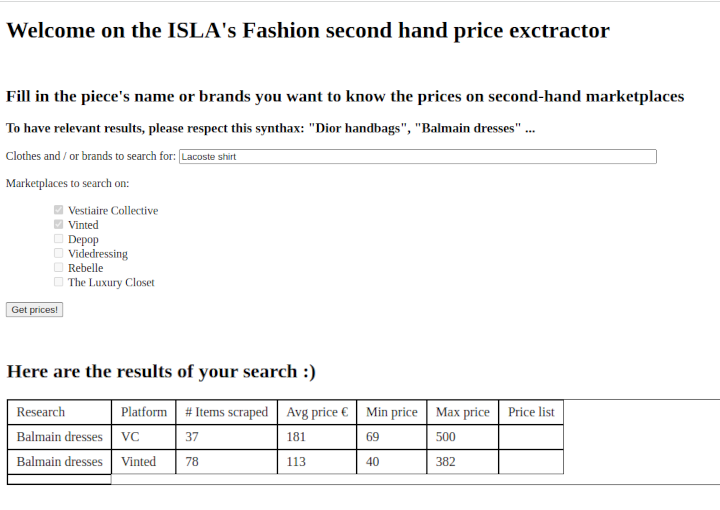 Welcome on the ISLA's Fashion second hand price exctractor
Fill in the piece's name or brands you want to know the prices on second-hand marketplaces
To have relevant results, please respect this synthax: "Dior handbags", "Balmain dresses" ...
Clothes and / or brands to search for: Lacoste shirt
Marketplaces to search on:
Vestiaire Collective
Vinted
Depop
Videdressing
Rebelle
The Luxury Closet
Get prices!
Here are the results of your search :)
Research Platform # Items scraped Avg price € Min price Max price Price list
Balmain dresses VC 37 181 69 500
Balmain dresses Vinted 78 113 40 382